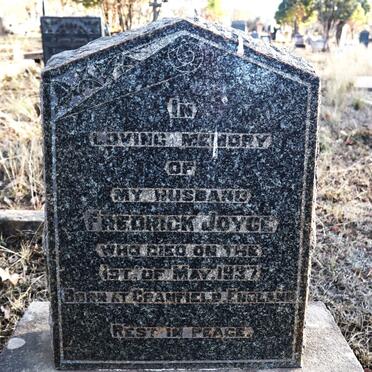 IN
LOVING MEMORY
OF
MY HUSBAND
FREDRICK JOYCE
WHO DIED ON THE
1ST. OF MAY. 1937.
BORN AT CRANFIELD. ENGLAND
REST IN PEACE.